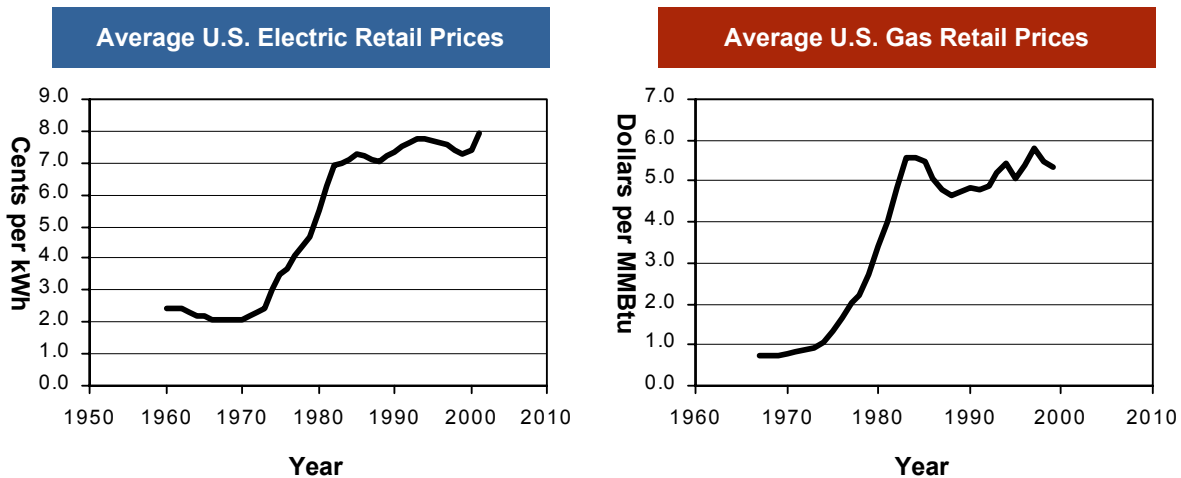 Average U.S. Electric Retail Prices
Cents per kWh
9.0
8.0
7.0
6.0
5.0
4.0
3.0
2.0
1.0
0.0
1950 1960 1970 1980 1990 2000 2010
Year
Average U.S. Gas Retail Prices
Dollars per MMBtu
7.0
6.0
5.0
4.0
3.0
2.0
1.0
0.0
1960 1970 1980 1990 2000 2010
Year